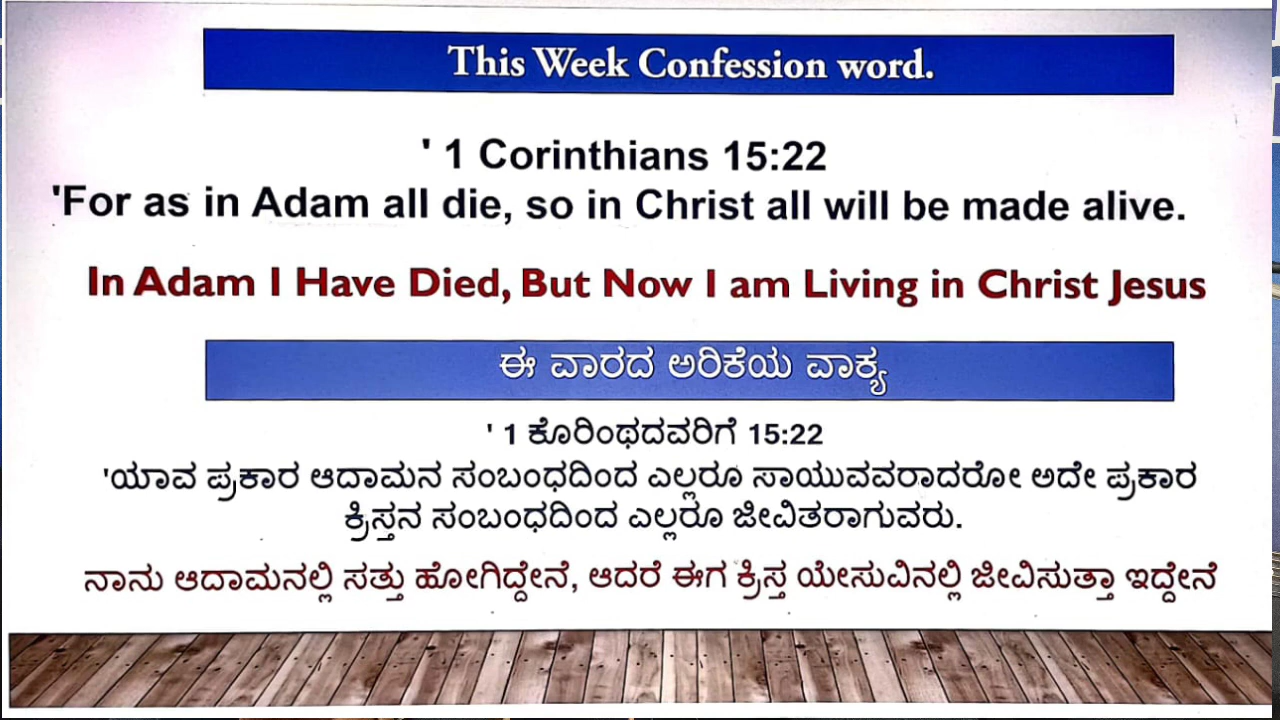 This Week Confession word.
' 1 Corinthians 15:22
'For as in Adam all die, so in Christ all will be made alive.
In Adam I Have Died, But Now I am Living in Christ Jesus
ಈ ವಾರದ ಅರಿಕೆಯ ವಾಕ್ಯ
' 1 ಕೊರಿಂಥದವರಿಗೆ 15:22
'ಯಾವ ಪ್ರಕಾರ ಆದಾಮನ ಸಂಬಂಧದಿಂದ ಎಲ್ಲರೂ ಸಾಯುವವರಾದರೋ ಅದೇ ಪ್ರಕಾರ
ಕ್ರಿಸ್ತನ ಸಂಬಂಧದಿಂದ ಎಲ್ಲರೂ ಜೀವಿತರಾಗುವರು.
ನಾನು ಆದಾಮನಲ್ಲಿ ಸತ್ತು ಹೋಗಿದ್ದೇನೆ, ಆದರೆ ಈಗ ಕ್ರಿಸ್ತ ಯೇಸುವಿನಲ್ಲಿ ಜೀವಿಸುತ್ತಾ ಇದ್ದೇನೆ